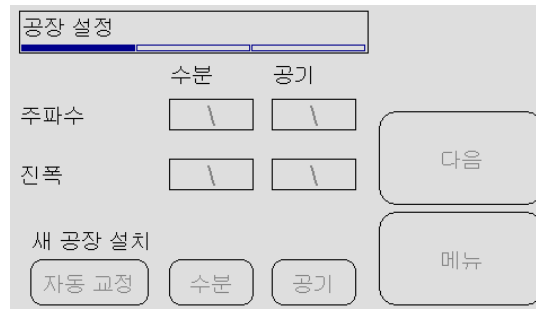 공장 설정
수분 공기
주파수 \ \
진폭 \ \
다음
새 공장 설치
메뉴
자동 교정 수분 공기